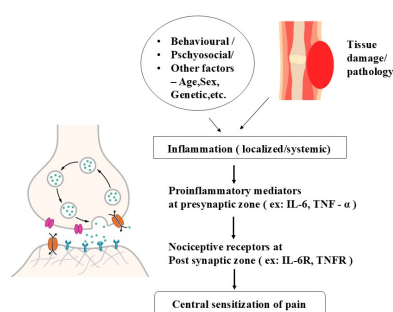 • Behavioural /
• Pschyosocial/
• Other factors
– Age,Sex,
Genetic,etc.
Tissue
damage/
pathology
Inflammation ( localized/systemic)
Proinflammatory mediators
at presynaptic zone ( ex: IL-6, TNF - α )
Nociceptive receptors at
Post synaptic zone ( ex: IL-6R, TNFR )
Central sensitization of pain